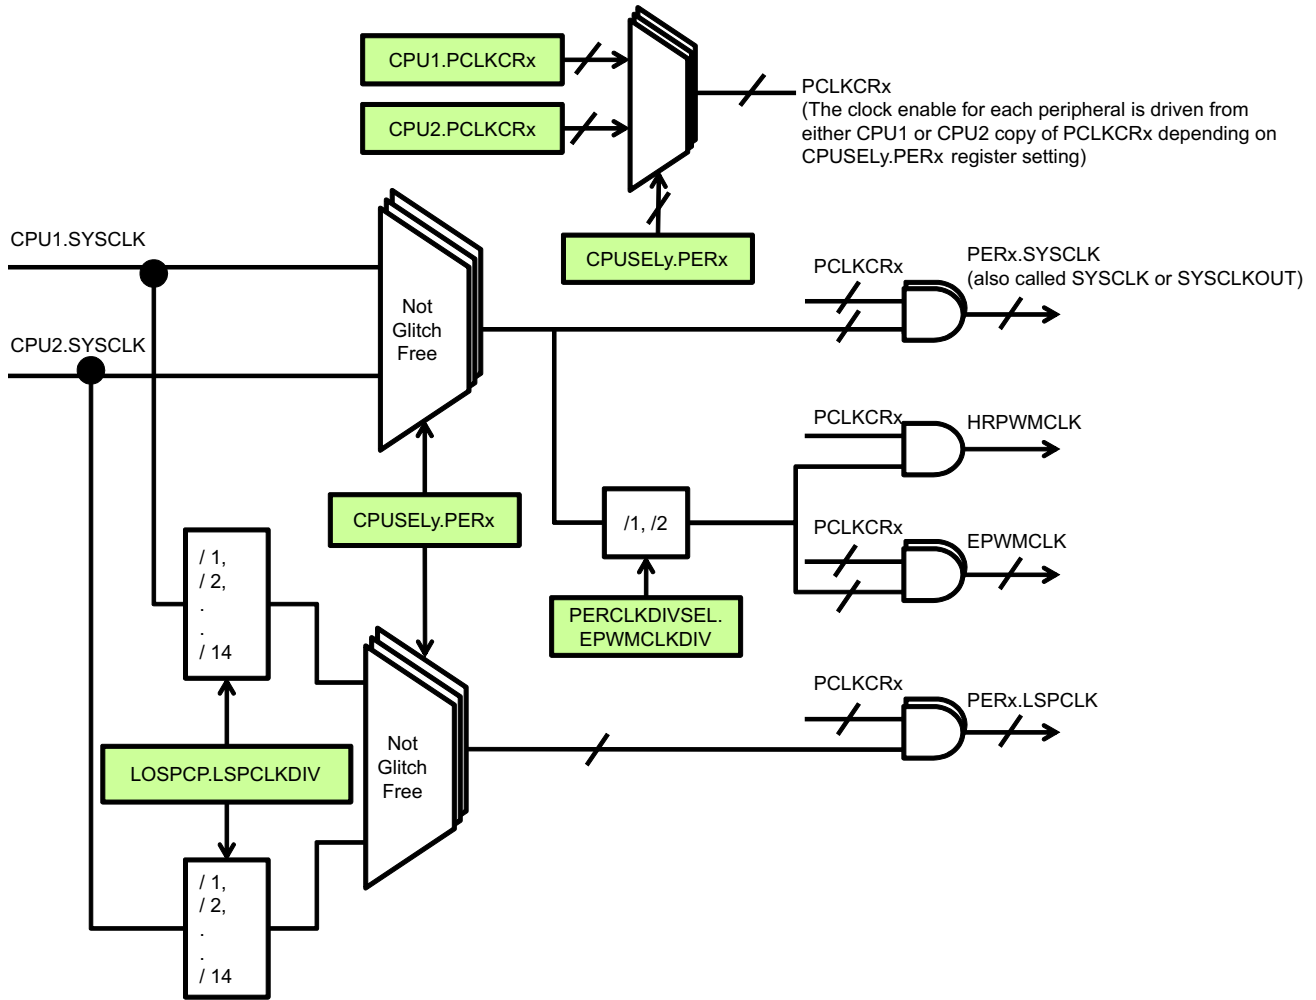 CPU1.PCLKCRx
CPU2.PCLKCRx
PCLKCRx
(The clock enable for each peripheral is driven from
either CPU1 or CPU2 copy of PCLKCRx depending on
CPUSELy.PERx register setting)
CPUSELy.PERx
CPU1.SYSCLK
CPU2.SYSCLK
Not
Glitch
Free
PCLKCRx
PERx.SYSCLK
(also called SYSCLK or SYSCLKOUT)
PCLKCRx
HRPWMCLK
CPUSELy.PERx
/1, /2
PCLKCRx
EPWMCLK
PERCLKDIVSEL.
EPWMCLKDIV
/ 1,
/ 2,
.
.
/ 14
PCLKCRx
PERx.LSPCLK
LOSPCP.LSPCLKDIV
Not
Glitch
Free
/ 1,
/ 2,
.
.
/ 14